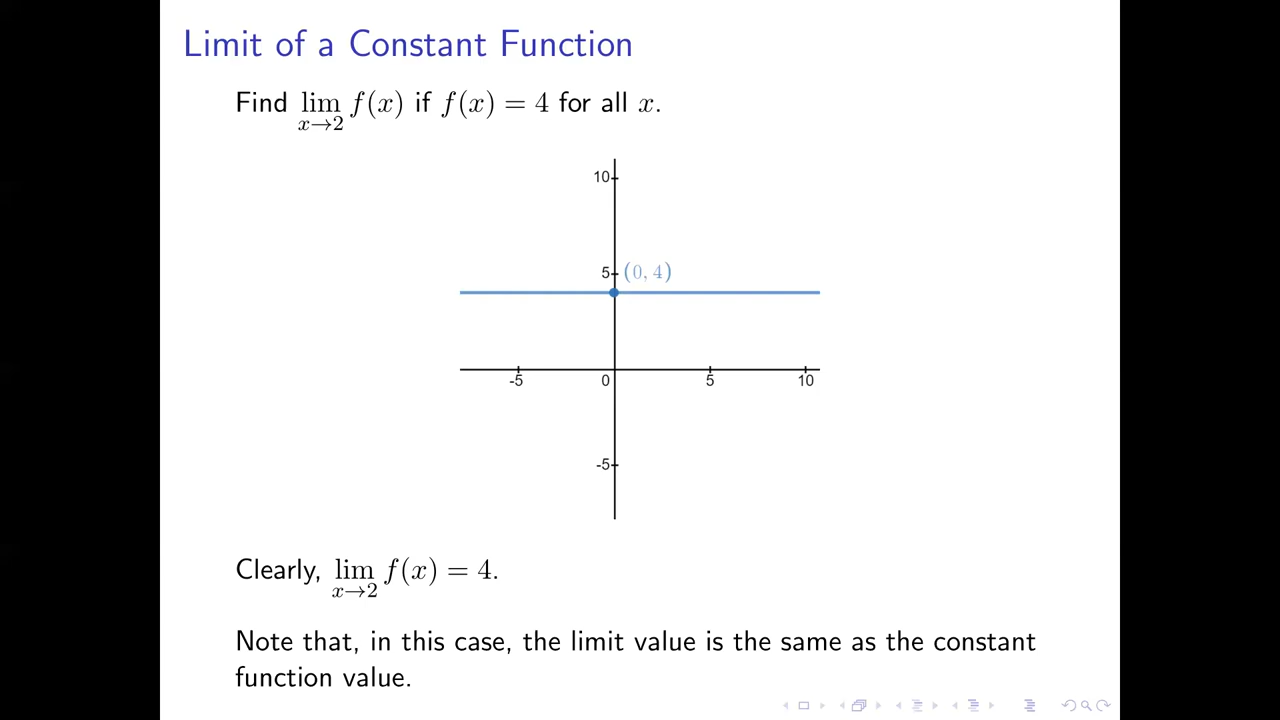 Limit of a Constant Function
Find lim f(x) if f(x) = 4 for all x.
x→2
10
5 (0, 4)
-5 0 5 10
-5
Clearly, lim f(x) = 4.
x→2
Note that, in this case, the limit value is the same as the constant
function value.